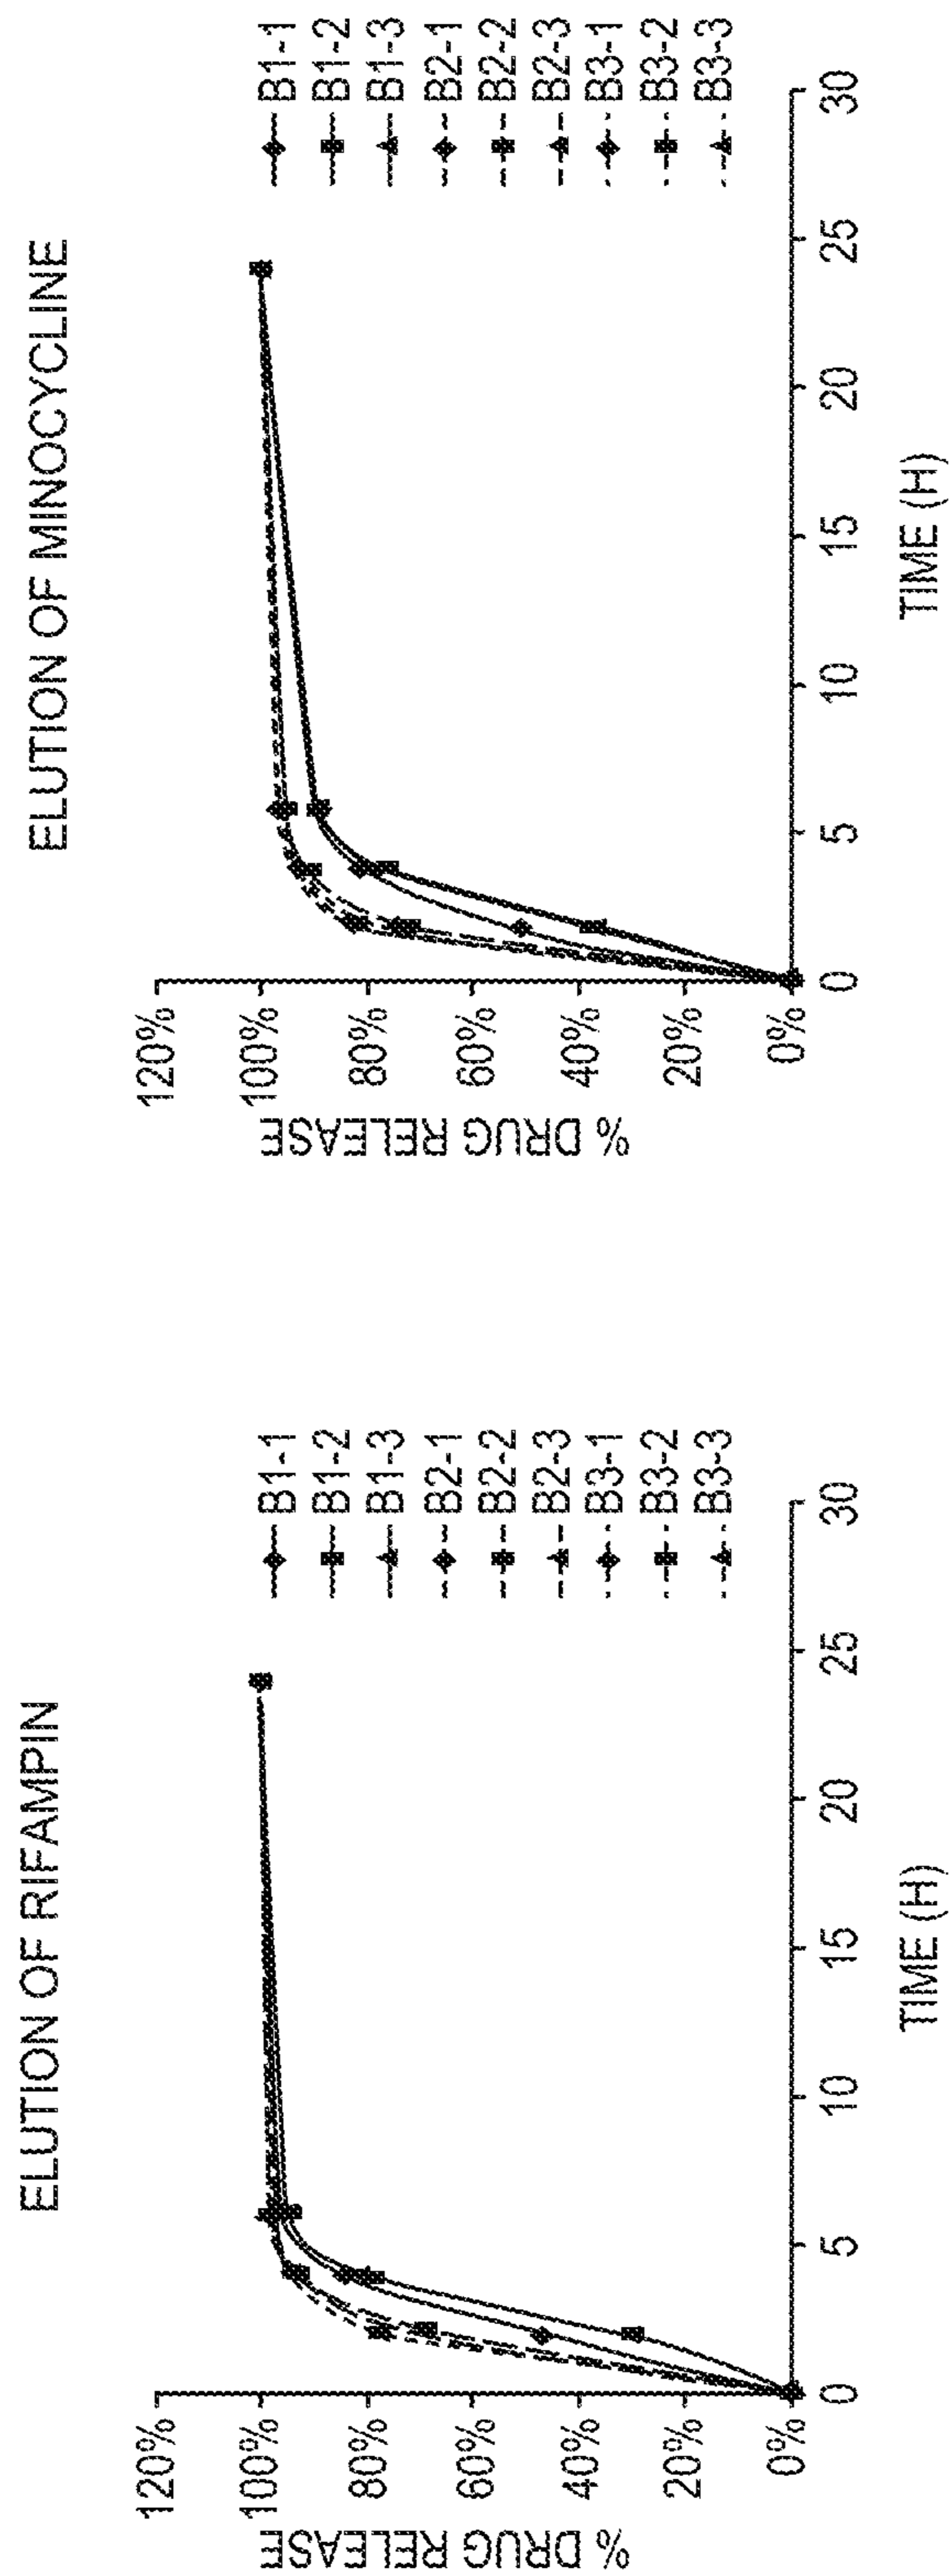 ELUTION OF RIFAMPIN
120%
100%
80%
60%
40%
20%
0%
% DRUG RELEASE
0
5
10
15
20
25
30
TIME (H)
B1-1
B1-2
B1-3
B2-1
B2-2
B2-3
B3-1
B3-2
B3-3
ELUTION OF MINOCYCLINE
120%
100%
80%
60%
40%
20%
0%
% DRUG RELEASE
0
5
10
15
20
25
30
TIME (H)
B1-1
B1-2
B1-3
B2-1
B2-2
B2-3
B3-1
B3-2
B3-3